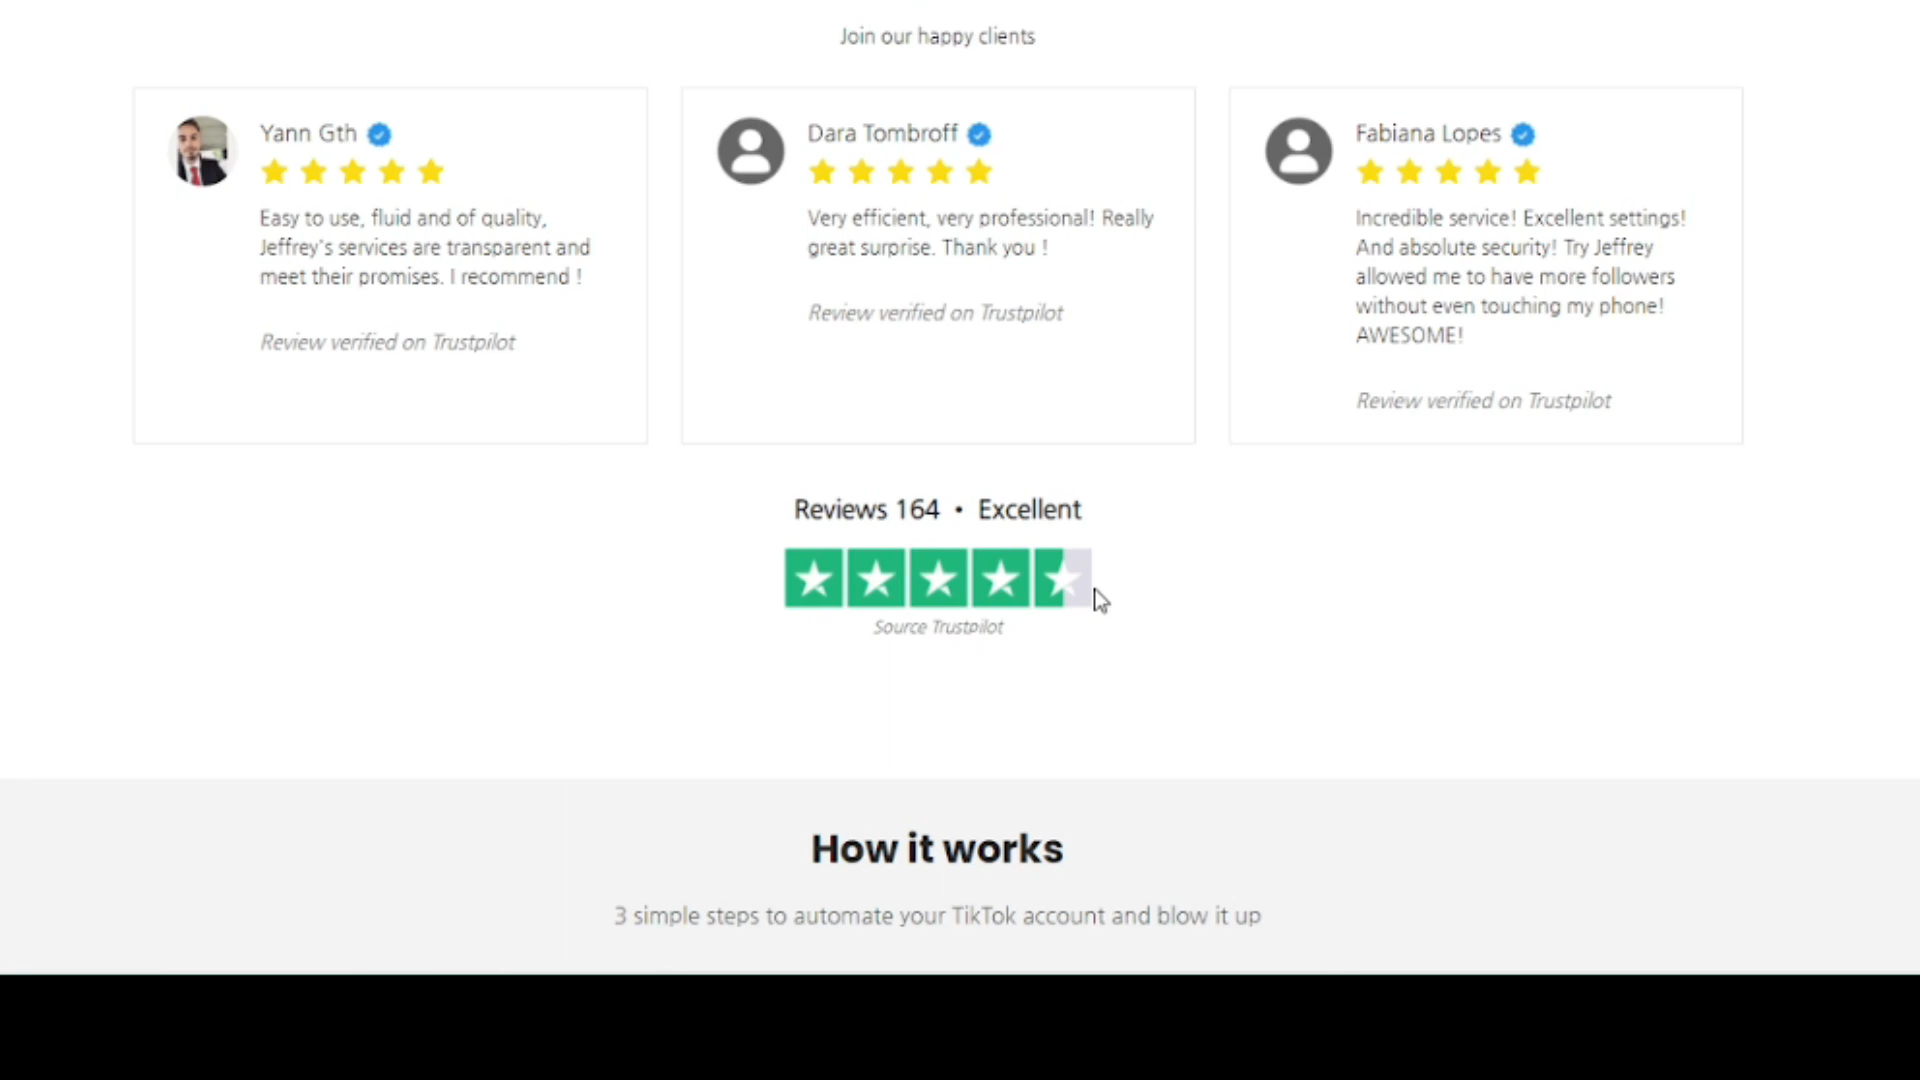 Join our happy clients
Yann Gth
Easy to use, fluid and of quality,
Jeffrey's services are transparent and
meet their promises. I recommend !
Review verified on Trustpilot
Dara Tombroff
Very efficient, very professional! Really
great surprise. Thank you !
Review verified on Trustpilot
Fabiana Lopes
Incredible service! Excellent settings!
And absolute security! Try Jeffrey
allowed me to have more followers
without even touching my phone!
AWESOME!
Review verified on Trustpilot
Reviews 164 • Excellent
Source Trustpilot
How it works
3 simple steps to automate your TikTok account and blow it up